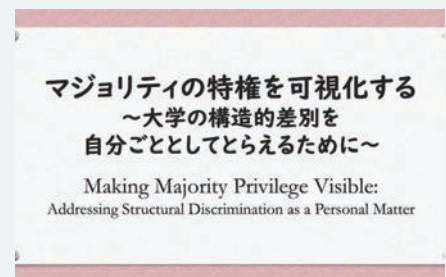 マジョリティの特権を可視化する
～大学の構造的差別を
自分ごととしてとらえるために～
Making Majority Privilege Visible:
Addressing Structural Discrimination as a Personal Matter